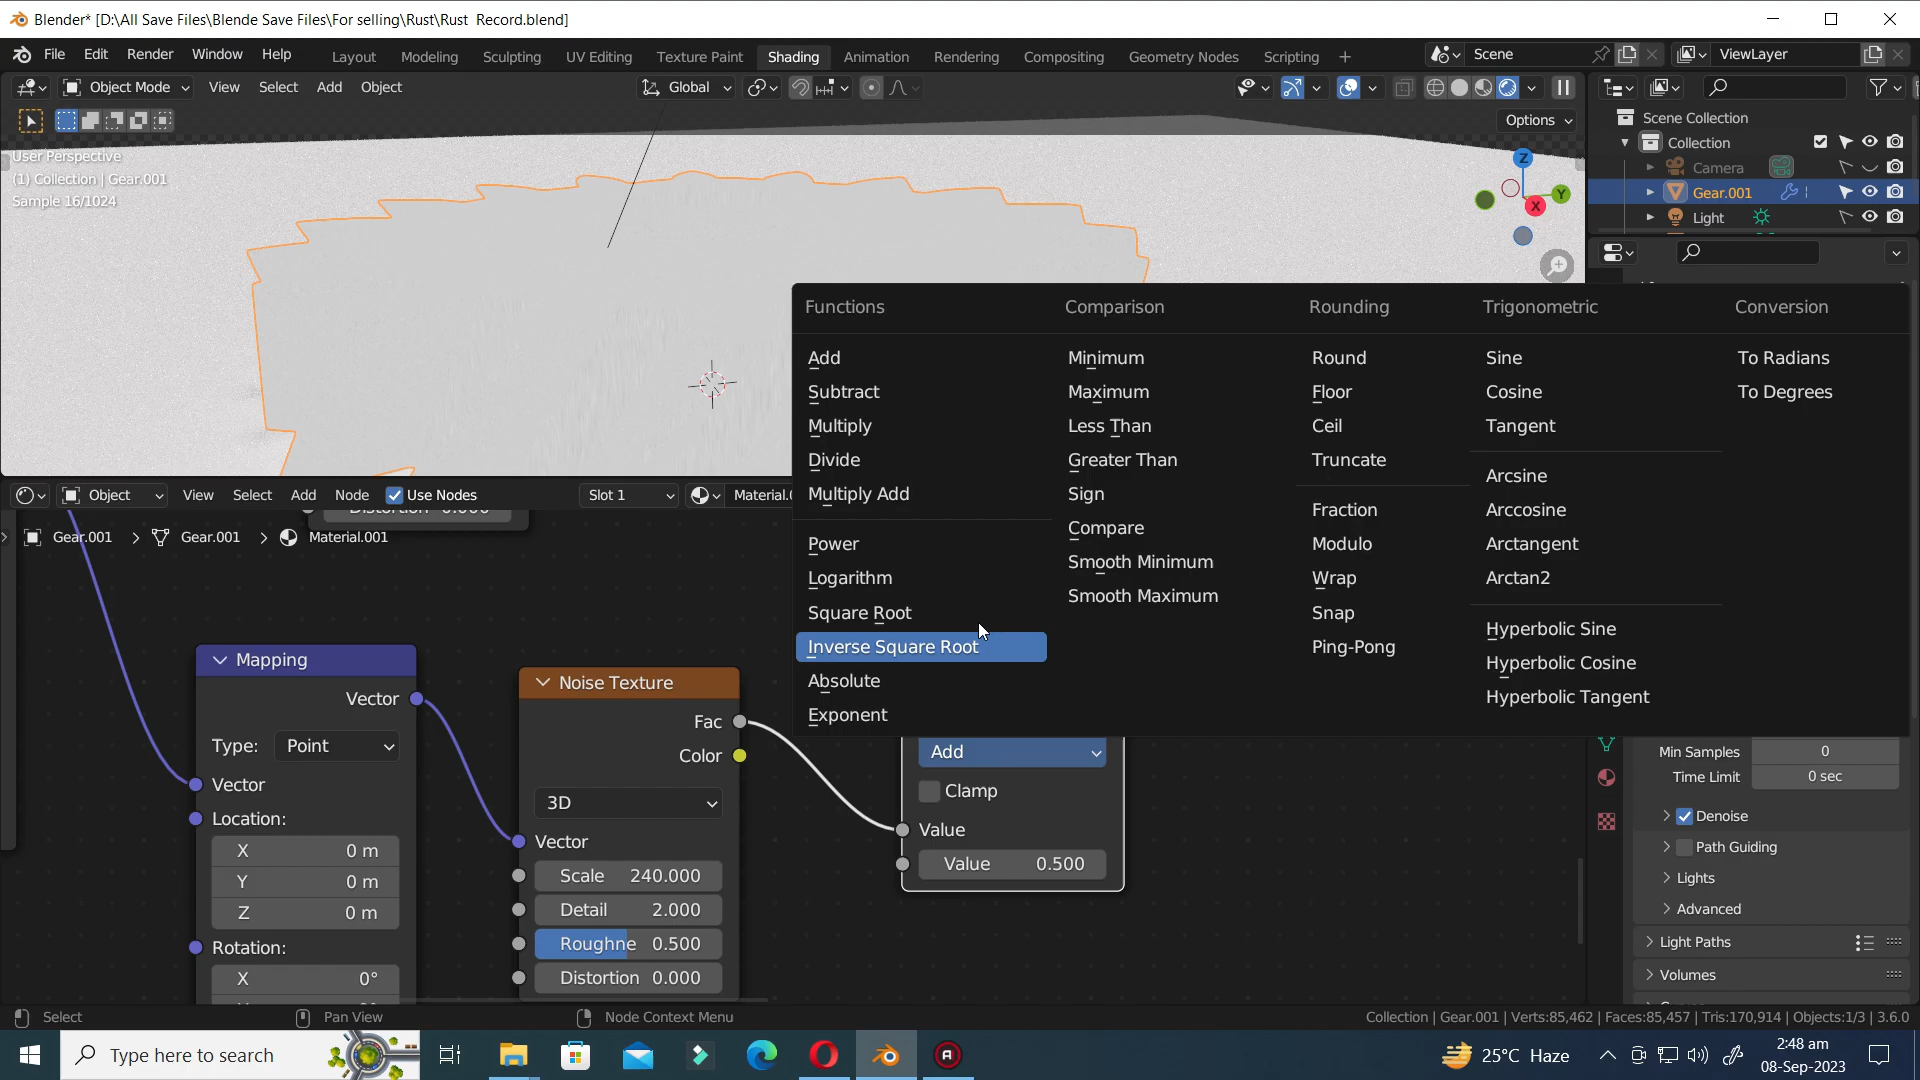 Blender* [D:\All Save Files\Blende Save Files\For selling\Rust\Rust  Record.blend]
File Edit Render Window Help Layout Modeling Sculpting UV Editing Texture Paint Shading Animation Rendering Compositing Geometry Nodes Scripting + Scene ViewLayer
Object Mode View Select Add Object Global
Options
User Perspective
(1) Collection | Gear.001
Sample 16/1024
Z
Y
X
Scene Collection
Collection
Camera
Gear.001
Light
Functions Comparison Rounding Trigonometric Conversion
Add Minimum Round Sine To Radians
Subtract Maximum Floor Cosine To Degrees
Multiply Less Than Ceil Tangent
Divide Greater Than Truncate
Arcsine
Multiply Add Sign
Fraction Arccosine
Compare
Power Modulo Arctangent
Smooth Minimum
Logarithm Wrap Arctan2
Smooth Maximum
Square Root Snap
Hyperbolic Sine
Inverse Square Root Ping-Pong
Hyperbolic Cosine
Absolute
Hyperbolic Tangent
Exponent
Object View Select Add Node Use Nodes Slot 1 Material.0
Distortion 0.000
Gear.001 > Gear.001 > Material.001
Mapping
Vector
Type: Point
Vector
Location:
X 0 m
Y 0 m
Z 0 m
Rotation:
X 0°
Noise Texture
Fac
Color
3D
Vector
Scale 240.000
Detail 2.000
Roughne 0.500
Distortion 0.000
Add
Clamp
Value
Value 0.500
Min Samples 0
Time Limit 0 sec
Denoise
Path Guiding
Lights
Advanced
Light Paths
Volumes
Select Pan View Node Context Menu Collection | Gear.001 | Verts:85,462 | Faces:85,457 | Tris:170,914 | Objects:1/3 | 3.6.0
Type here to search
25°C Haze
2:48 am
08-Sep-2023